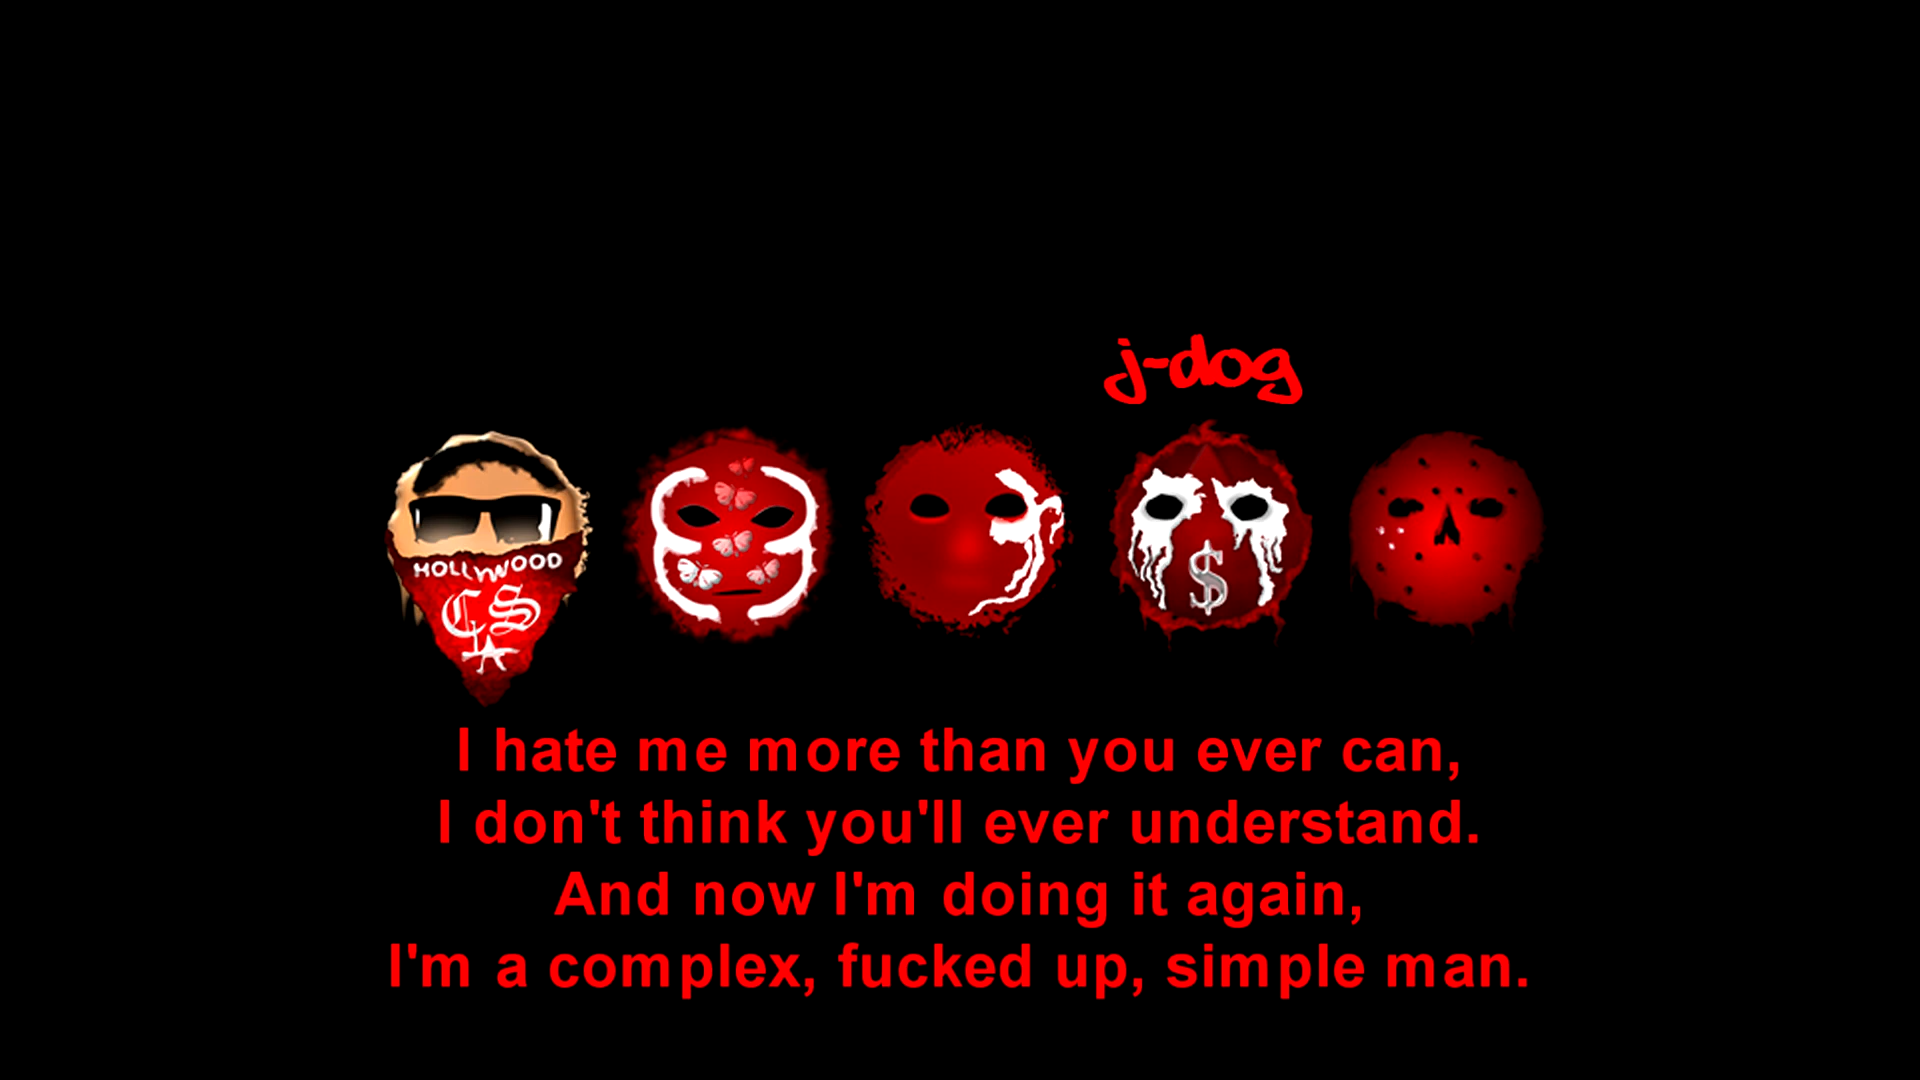 j-dog
HOLLYWOOD
CS
LA
$
I hate me more than you ever can,
I don't think you'll ever understand.
And now I'm doing it again,
I'm a complex, fucked up, simple man.